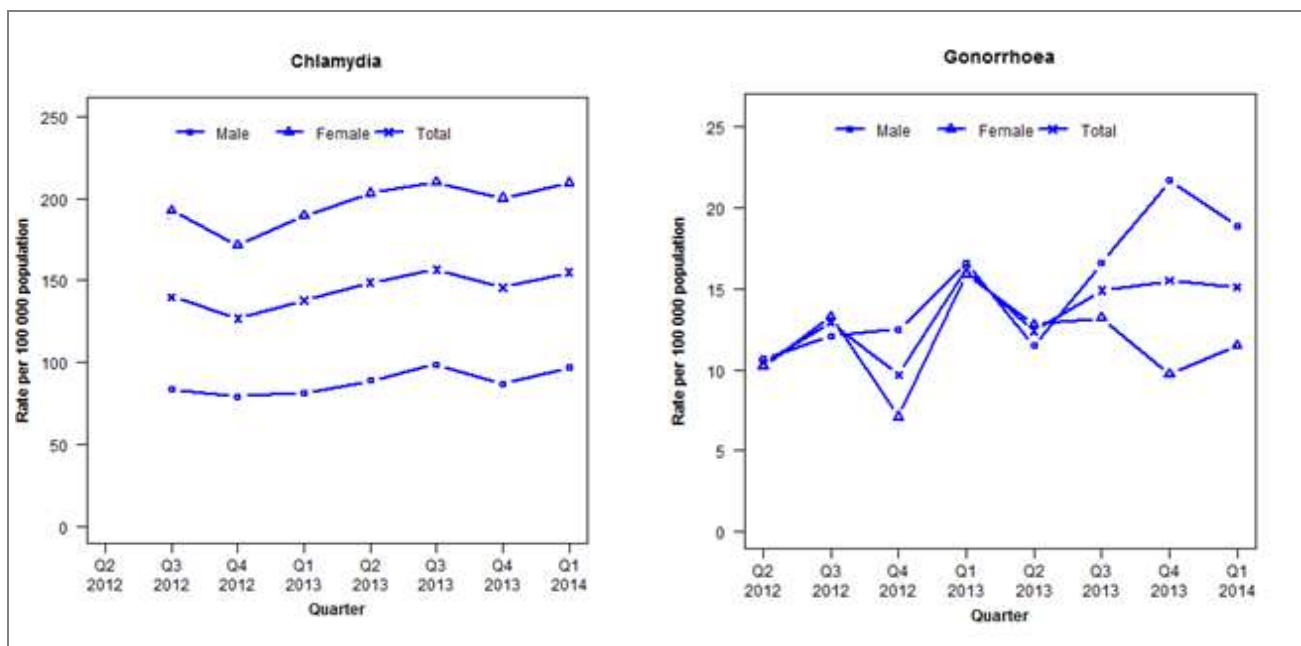 Chlamydia
Male Female Total
Rate per 100 000 population
250
200
150
100
50
0
Q2 Q3 Q4 Q1 Q2 Q3 Q4 Q1
2012 2012 2012 2013 2013 2013 2013 2014
Quarter
Gonorrhoea
Male Female Total
Rate per 100 000 population
25
20
15
10
5
0
Q2 Q3 Q4 Q1 Q2 Q3 Q4 Q1
2012 2012 2012 2013 2013 2013 2013 2014
Quarter